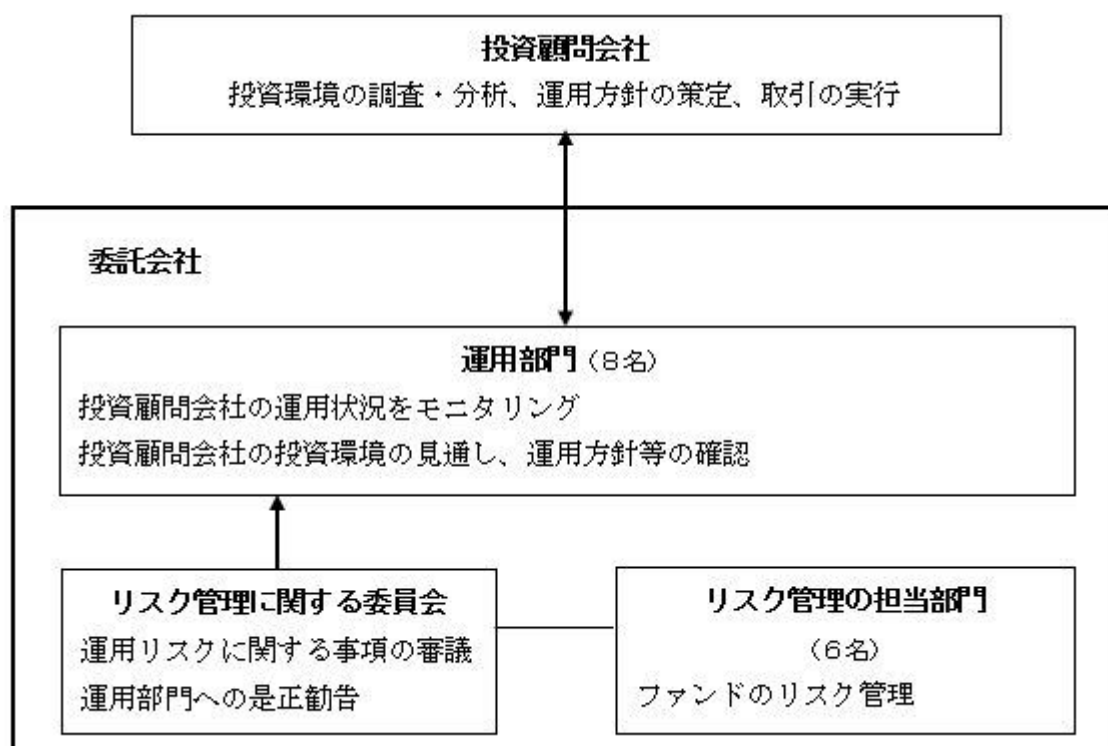 投資顧問会社
投資環境の調査・分析、運用方針の策定、取引の実行
委託会社
運用部門（８名）
投資顧問会社の運用状況をモニタリング
投資顧問会社の投資環境の見通し、運用方針等の確認
リスク管理に関する委員会
運用リスクに関する事項の審議
運用部門への是正勧告
リスク管理の担当部門
（６名）
ファンドのリスク管理